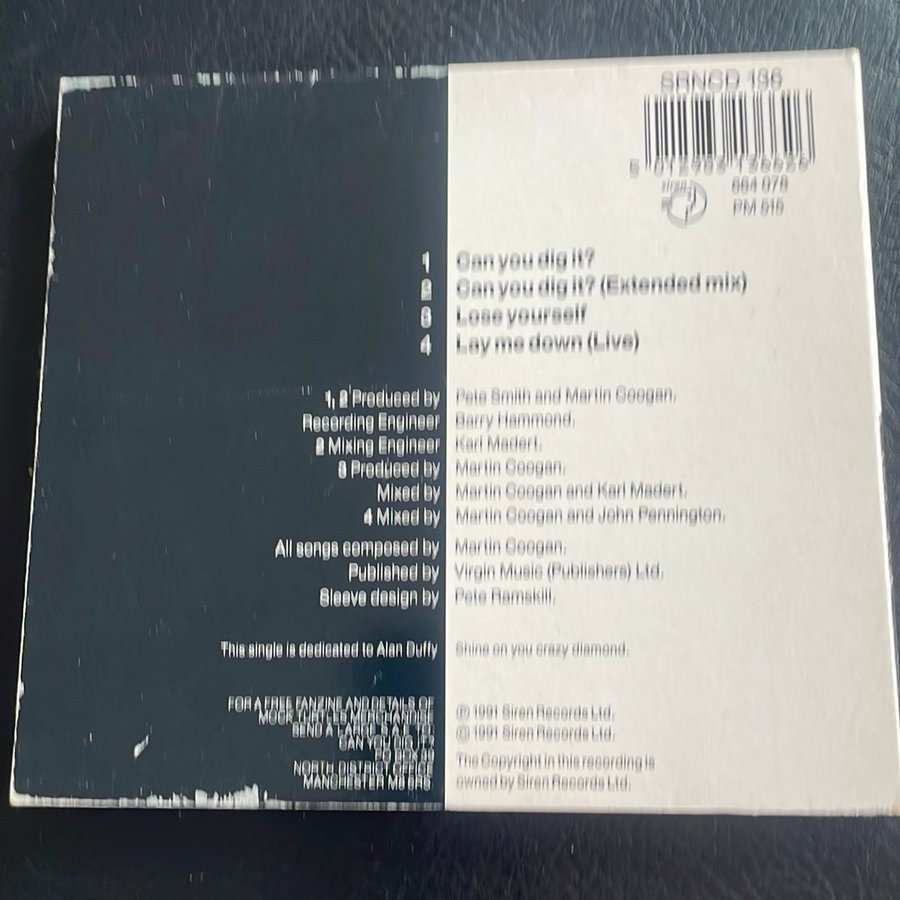 SRNCD 136
siren
664 078
PM 515
1 Can you dig it?
2 Can you dig it? (Extended mix)
3 Lose yourself
4 Lay me down (Live)
1, 2 Produced by Pete Smith and Martin Coogan.
Recording Engineer Barry Hammond.
2 Mixing Engineer Karl Madert.
3 Produced by Martin Coogan.
Mixed by Martin Coogan and Karl Madert.
4 Mixed by Martin Coogan and John Pennington.
All songs composed by Martin Coogan.
Published by Virgin Music (Publishers) Ltd.
Sleeve design by Pete Ramskill.
This single is dedicated to Alan Duffy Shine on you crazy diamond.
FOR A FREE FANZINE AND DETAILS OF
MOCK TURTLES MERCHANDISE
SEND A LARGE S.A.E. TO:
CAN YOU DIG IT?
PO BOX
NORTH DISTRICT OFFICE
MANCHESTER
℗ 1991 Siren Records Ltd.
© 1991 Siren Records Ltd.
The Copyright in this recording is
owned by Siren Records Ltd.